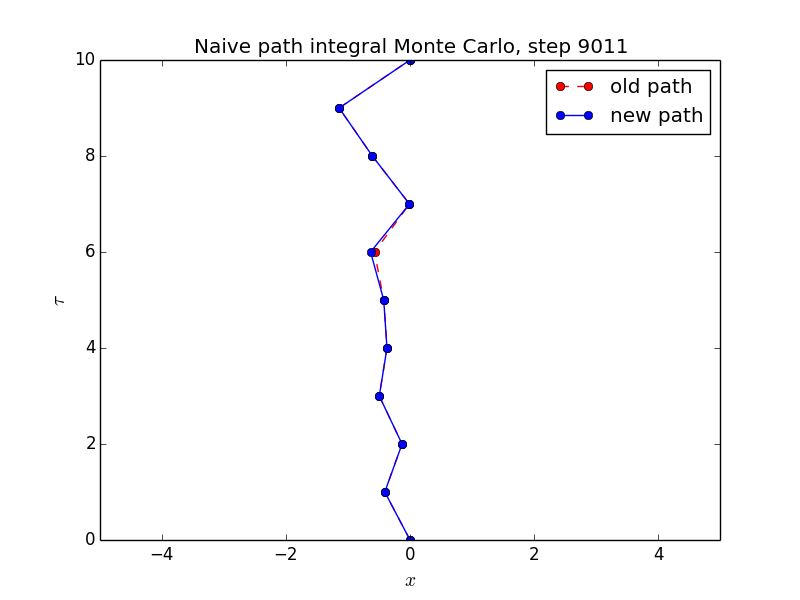 Naive path integral Monte Carlo, step 9011
old path
new path
10
8
6
4
2
0
τ
−4 −2 0 2 4
x